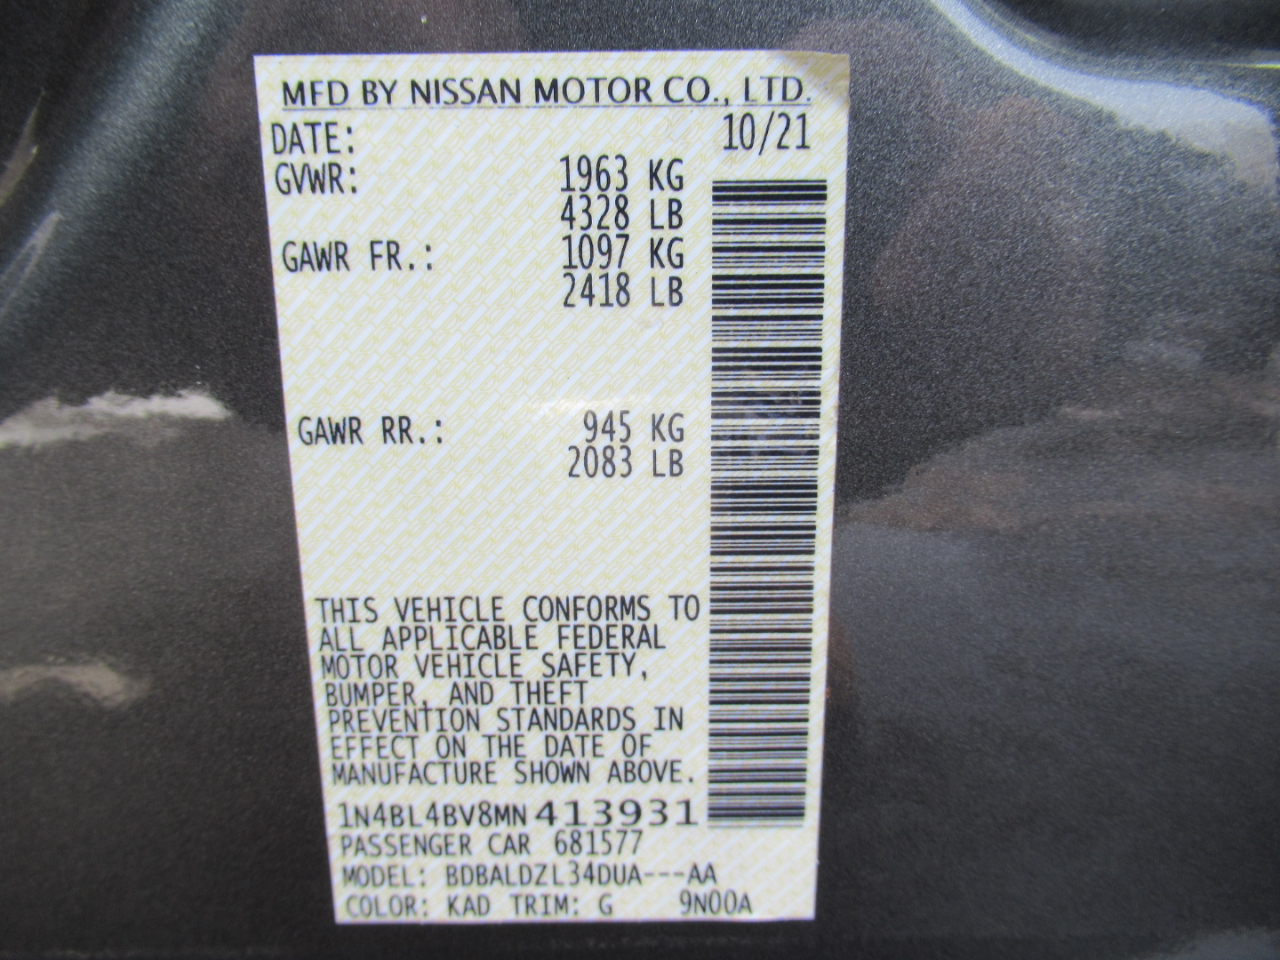 MFD BY NISSAN MOTOR CO., LTD.
DATE: 10/21
GVWR: 1963 KG
4328 LB
GAWR FR.: 1097 KG
2418 LB
GAWR RR.: 945 KG
2083 LB
THIS VEHICLE CONFORMS TO
ALL APPLICABLE FEDERAL
MOTOR VEHICLE SAFETY,
BUMPER, AND THEFT
PREVENTION STANDARDS IN
EFFECT ON THE DATE OF
MANUFACTURE SHOWN ABOVE.
1N4BL4BV8MN413931
PASSENGER CAR 681577
MODEL: BDBALDZL34DUA---AA
COLOR: KAD TRIM: G 9N00A